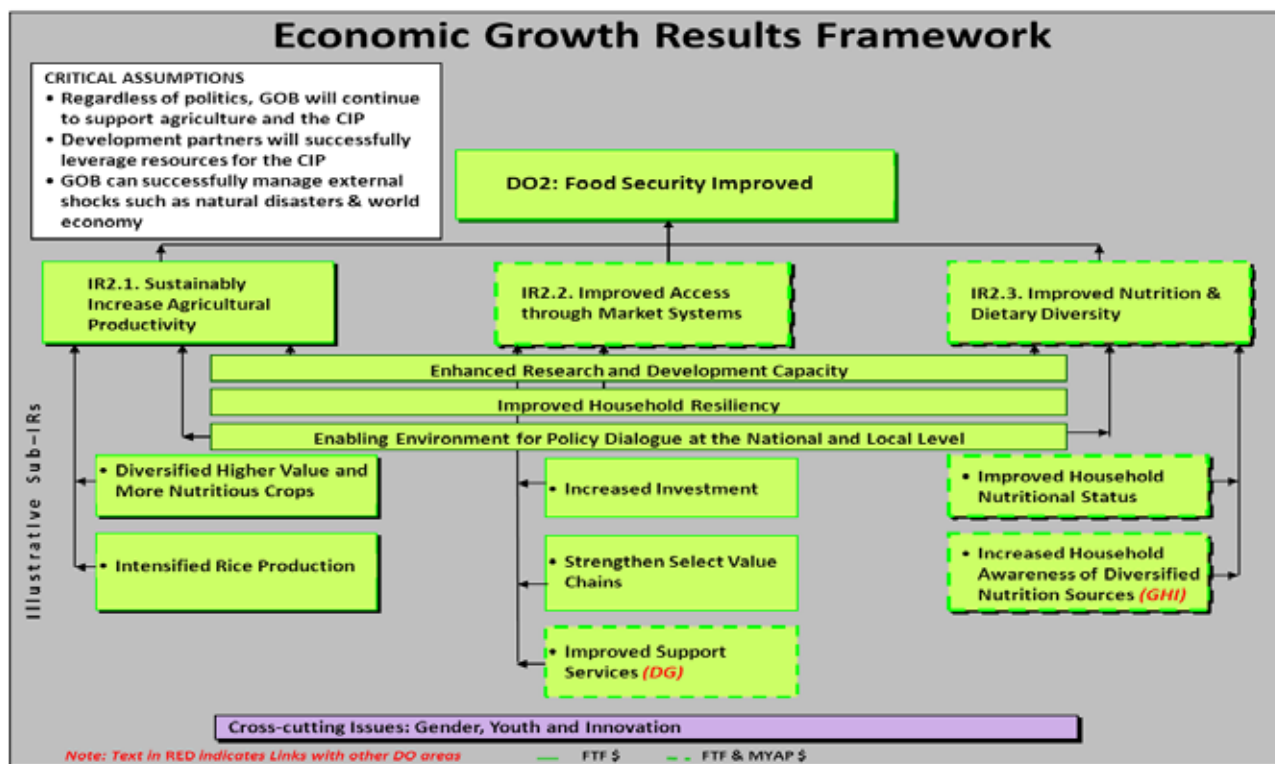 Economic Growth Results Framework
CRITICAL ASSUMPTIONS
• Regardless of politics, GOB will continue
to support agriculture and the CIP
• Development partners will successfully
leverage resources for the CIP
• GOB can successfully manage external
shocks such as natural disasters & world
economy
DO2: Food Security Improved
IR2.1. Sustainably
Increase Agricultural
Productivity
IR2.2. Improved Access
through Market Systems
IR2.3. Improved Nutrition &
Dietary Diversity
Enhanced Research and Development Capacity
Improved Household Resiliency
Enabling Environment for Policy Dialogue at the National and Local Level
Illustrative Sub-IRs
• Diversified Higher Value and
More Nutritious Crops
• Intensified Rice Production
• Increased Investment
• Strengthen Select Value
Chains
• Improved Support
Services (DG)
• Improved Household
Nutritional Status
• Increased Household
Awareness of Diversified
Nutrition Sources (GHI)
Cross-cutting Issues: Gender, Youth and Innovation
Note: Text in RED indicates Links with other DO areas
FTF $
FTF & MYAP $